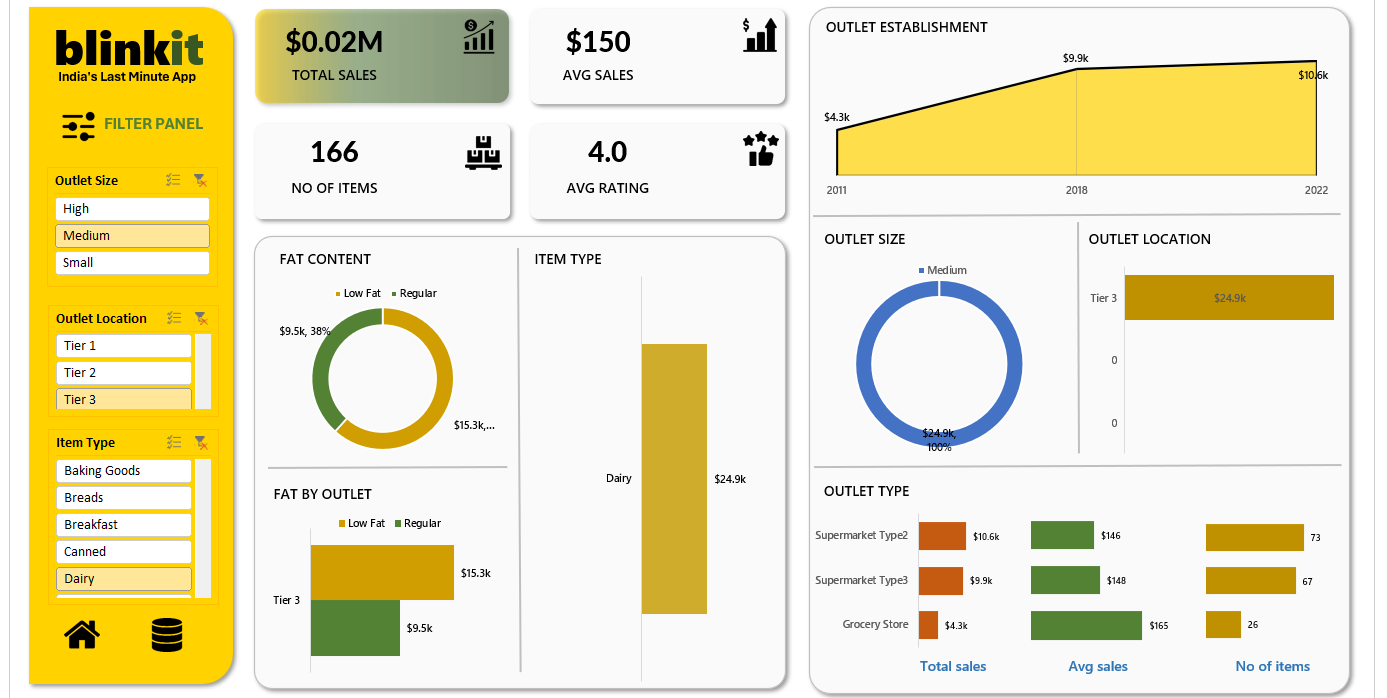 blinkit
India's Last Minute App
FILTER PANEL
Outlet Size
High
Medium
Small
Outlet Location
Tier 1
Tier 2
Tier 3
Item Type
Baking Goods
Breads
Breakfast
Canned
Dairy
$0.02M
TOTAL SALES
$150
AVG SALES
166
NO OF ITEMS
4.0
AVG RATING
FAT CONTENT
Low Fat Regular
$9.5k, 38%
$15.3k,...
FAT BY OUTLET
Low Fat Regular
$15.3k
Tier 3
$9.5k
ITEM TYPE
Dairy
$24.9k
OUTLET ESTABLISHMENT
$9.9k
$10.6k
$4.3k
2011 2018 2022
OUTLET SIZE
Medium
$24.9k,
100%
OUTLET LOCATION
Tier 3 $24.9k
0
0
OUTLET TYPE
Supermarket Type2 $10.6k $146 73
Supermarket Type3 $9.9k $148 67
Grocery Store $4.3k $165 26
Total sales Avg sales No of items